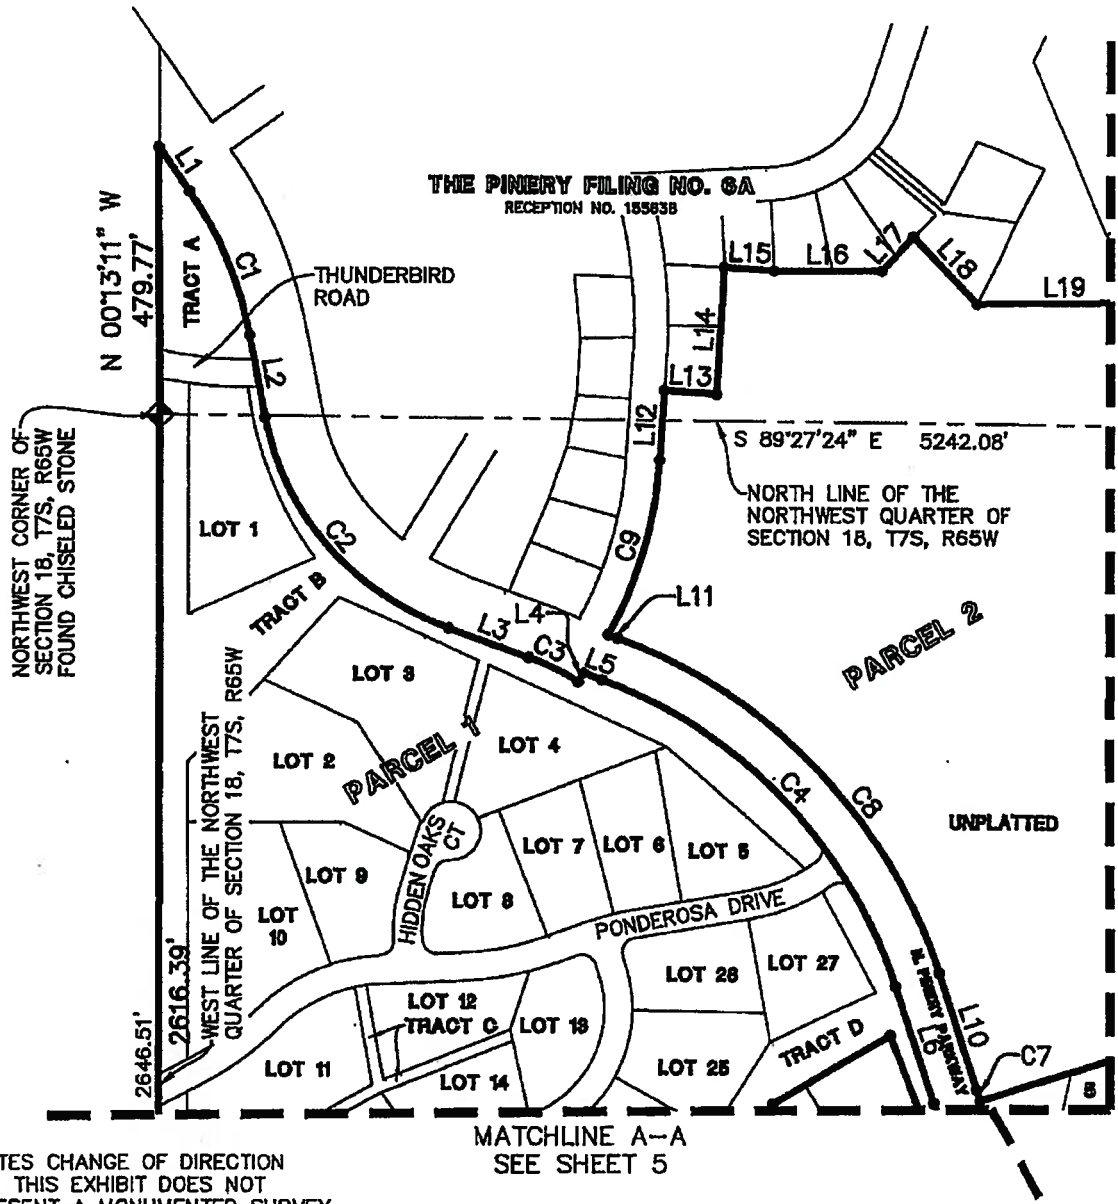 L1
N 00°13'11" W
479.77'
TRACT A
C1
THUNDERBIRD
ROAD
L2
THE PINERY FILING NO. 6A
RECEPTION NO. 155638
L15
L16
L17
L18
L19
L14
L13
L12
S 89°27'24" E 5242.08'
NORTH LINE OF THE
NORTHWEST QUARTER OF
SECTION 18, T7S, R65W
NORTHWEST CORNER OF
SECTION 18, T7S, R65W
FOUND CHISELED STONE
LOT 1
C2
TRACT B
C9
L11
L4
L3
C3
L5
PARCEL 2
LOT 3
PARCEL 1
LOT 2
LOT 4
WEST LINE OF THE NORTHWEST
QUARTER OF SECTION 18, T7S, R65W
C4
C8
UNPLATTED
HIDDEN OAKS
CT
LOT 7
LOT 6
LOT 5
LOT 9
LOT 8
LOT
10
PONDEROSA DRIVE
2616.39'
2646.51'
LOT 26
LOT 27
N. PINERY PARKWAY
L6
L10
LOT 12
TRACT C
LOT 13
TRACT D
C7
LOT 11
LOT 14
LOT 25
5
MATCHLINE A-A
SEE SHEET 5
TES CHANGE OF DIRECTION
THIS EXHIBIT DOES NOT
ESENT A MONUMENTED SURVEY